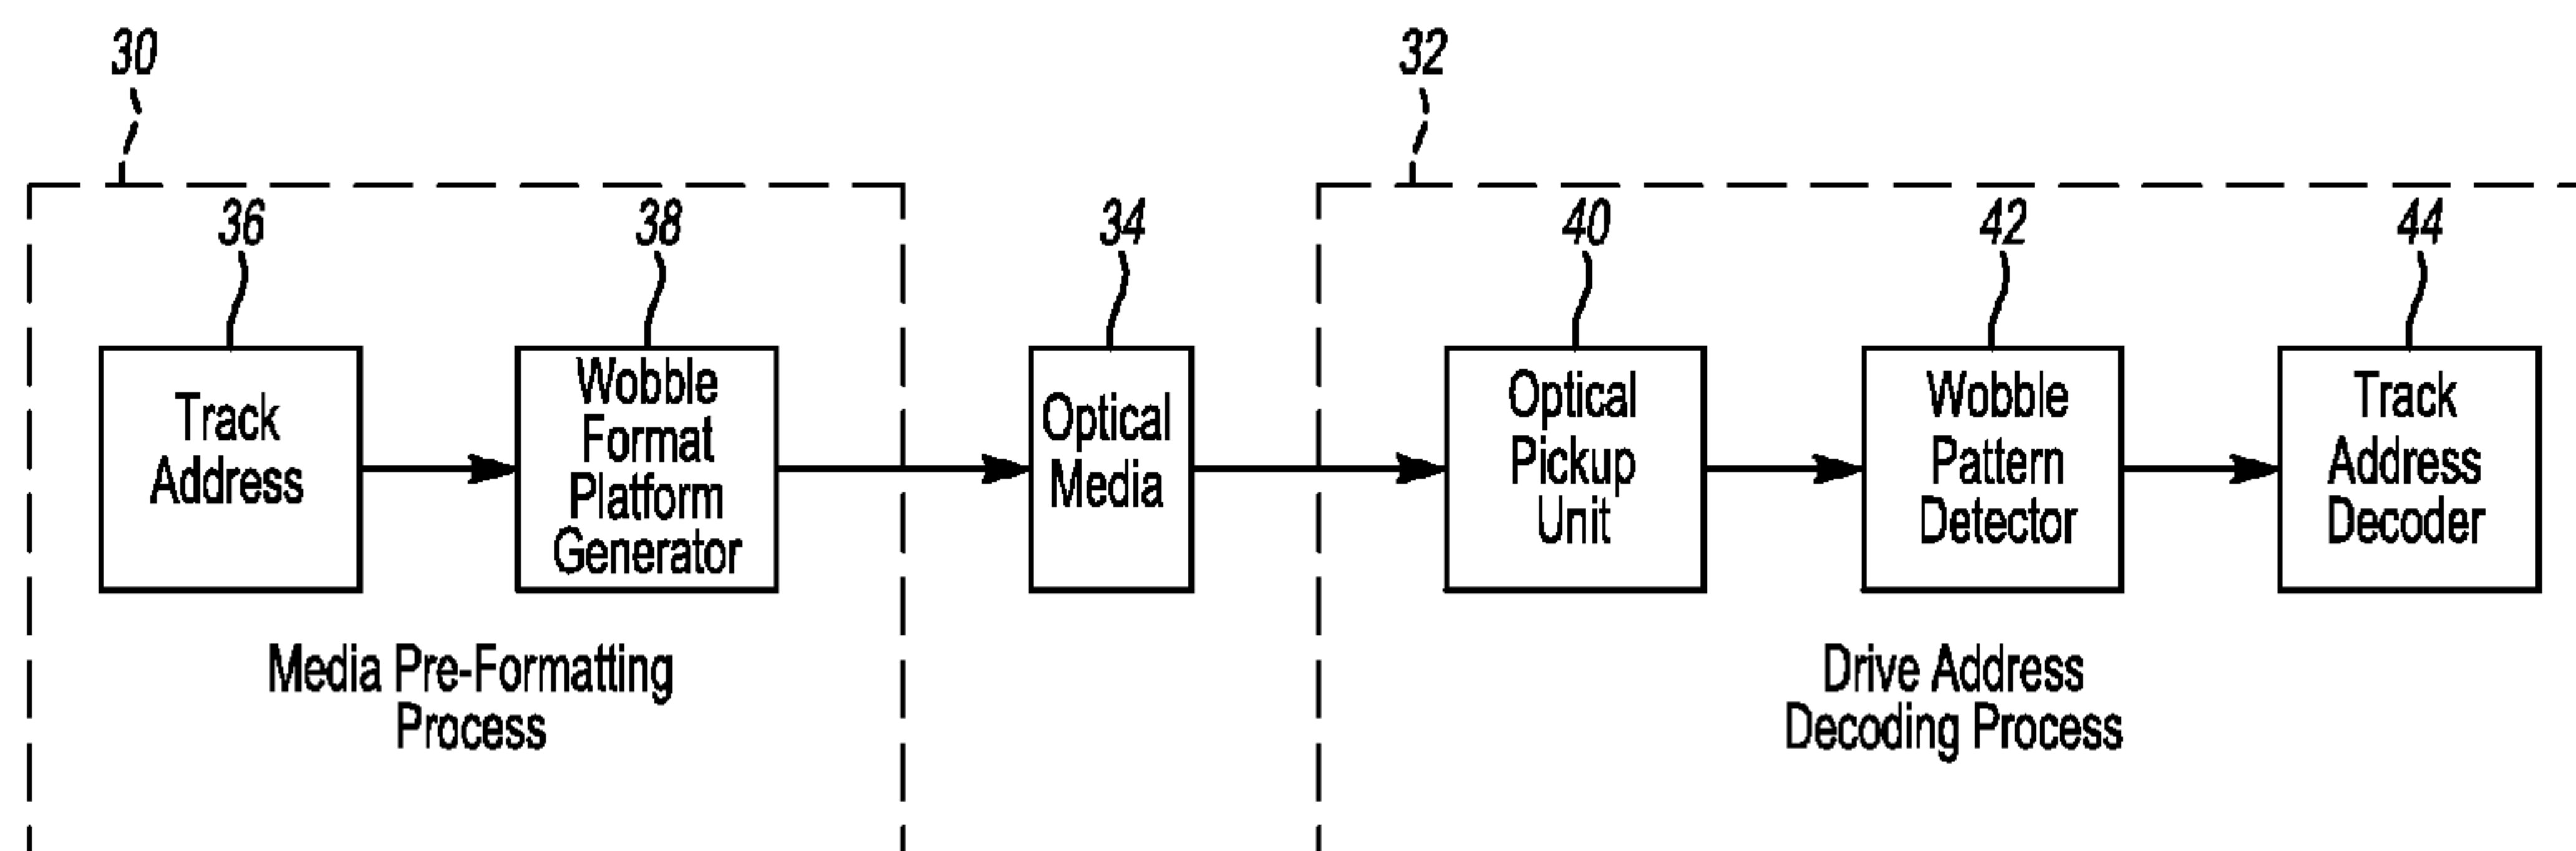 30
32
36
38
34
40
42
44
Track
Address
Wobble
Format
Platform
Generator
Optical
Media
Optical
Pickup
Unit
Wobble
Pattern
Detector
Track
Address
Decoder
Media Pre-Formatting
Process
Drive Address
Decoding Process